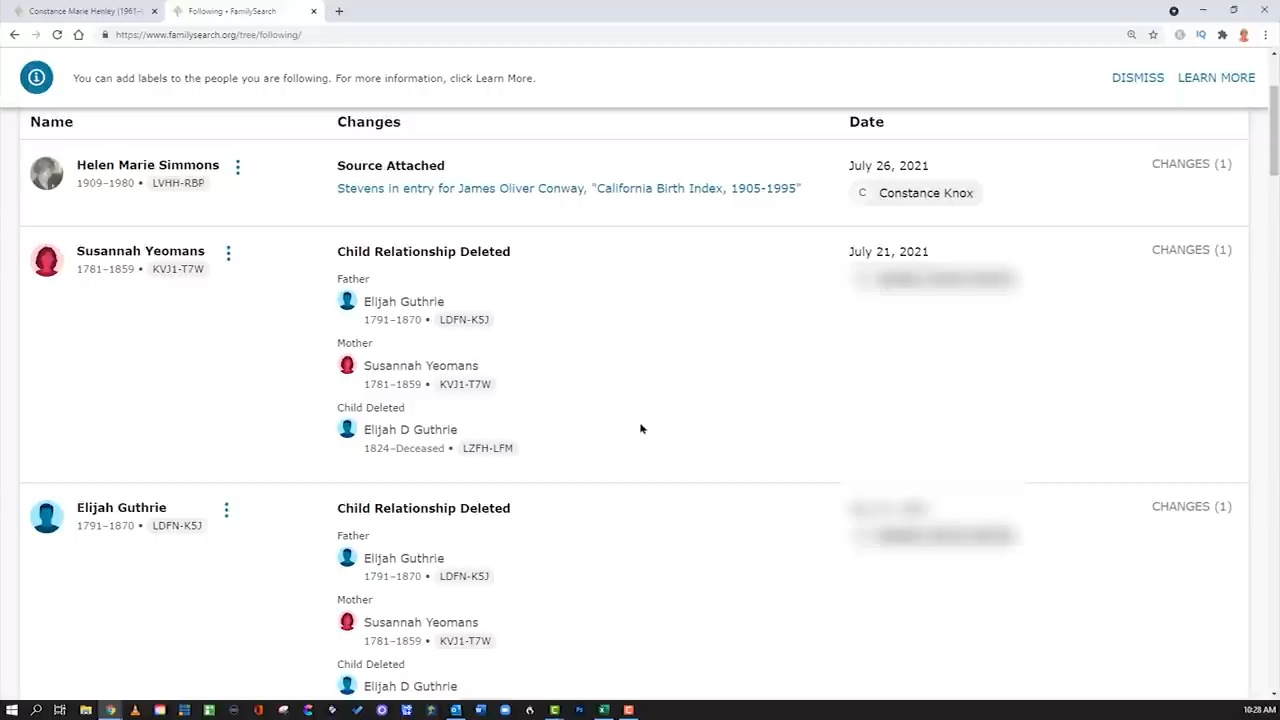 Constance Marie Henley (1961–
Following • FamilySearch
https://www.familysearch.org/tree/following/
You can add labels to the people you are following. For more information, click Learn More.
DISMISS LEARN MORE
Name Changes Date
Helen Marie Simmons
1909–1980 • LVHH-RBP
Source Attached
Stevens in entry for James Oliver Conway, "California Birth Index, 1905-1995"
July 26, 2021
C Constance Knox
CHANGES (1)
Susannah Yeomans
1781–1859 • KVJ1-T7W
Child Relationship Deleted
Father
Elijah Guthrie
1791–1870 • LDFN-K5J
Mother
Susannah Yeomans
1781–1859 • KVJ1-T7W
Child Deleted
Elijah D Guthrie
1824–Deceased • LZFH-LFM
July 21, 2021
CHANGES (1)
Elijah Guthrie
1791–1870 • LDFN-K5J
Child Relationship Deleted
Father
Elijah Guthrie
1791–1870 • LDFN-K5J
Mother
Susannah Yeomans
1781–1859 • KVJ1-T7W
Child Deleted
Elijah D Guthrie
CHANGES (1)
10:28 AM